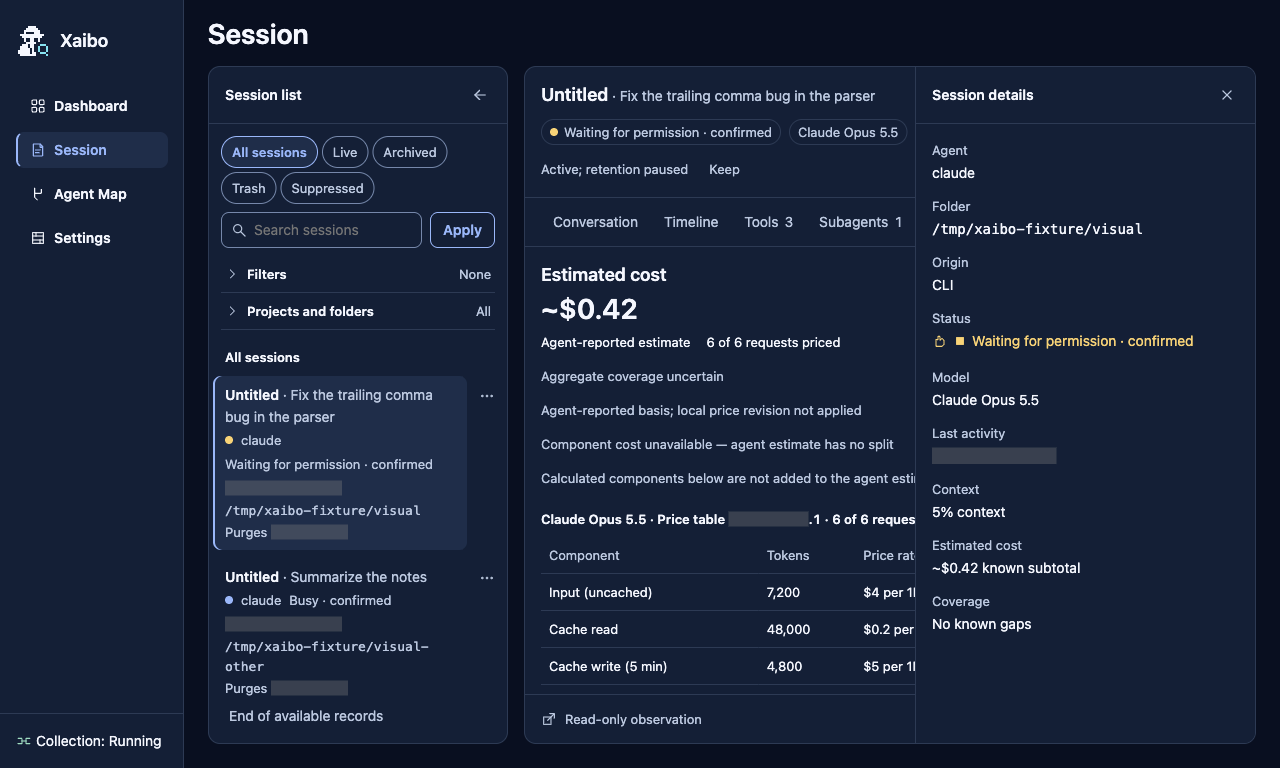 Xaibo
Dashboard
Session
Agent Map
Settings
Collection: Running
Session
Session list
All sessions
Live
Archived
Trash
Suppressed
Search sessions
Apply
Filters
None
Projects and folders
All
All sessions
Untitled · Fix the trailing comma
bug in the parser
claude
Waiting for permission · confirmed
/tmp/xaibo-fixture/visual
Purges
Untitled · Summarize the notes
claude Busy · confirmed
/tmp/xaibo-fixture/visual-
other
Purges
End of available records
Untitled · Fix the trailing comma bug in the parser
Waiting for permission · confirmed
Claude Opus 5.5
Active; retention paused
Keep
Conversation
Timeline
Tools 3
Subagents 1
Estimated cost
~$0.42
Agent-reported estimate
6 of 6 requests priced
Aggregate coverage uncertain
Agent-reported basis; local price revision not applied
Component cost unavailable — agent estimate has no split
Calculated components below are not added to the agent
Claude Opus 5.5 · Price table .1 · 6 of 6
Component Tokens Price
Input (uncached) 7,200 $4 per
Cache read 48,000 $0.2 per
Cache write (5 min) 4,800 $5 per
Read-only observation
Session details
Agent
claude
Folder
/tmp/xaibo-fixture/visual
Origin
CLI
Status
Waiting for permission · confirmed
Model
Claude Opus 5.5
Last activity
Context
5% context
Estimated cost
~$0.42 known subtotal
Coverage
No known gaps